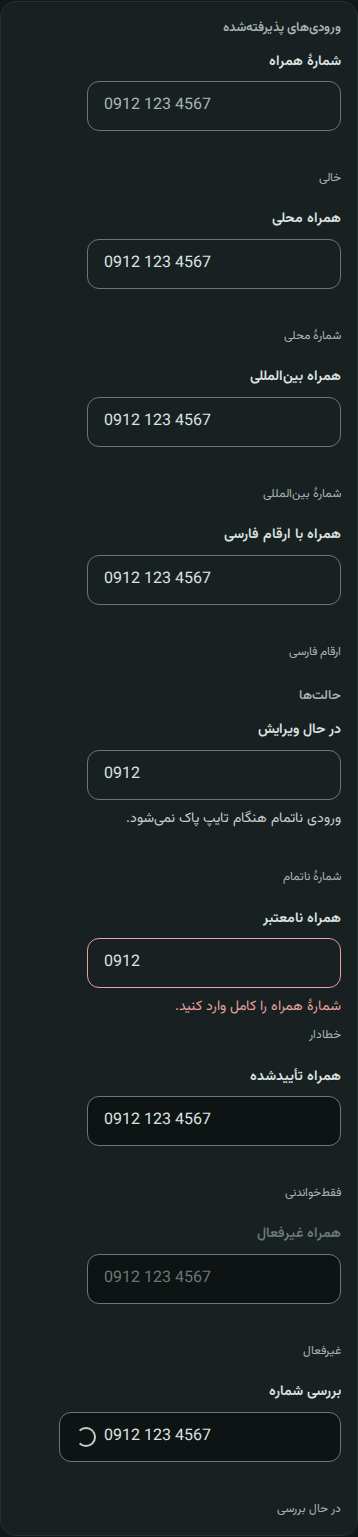 ورودی‌های پذیرفته‌شده
شمارهٔ همراه
0912 123 4567
خالی
همراه محلی
0912 123 4567
شمارهٔ محلی
همراه بین‌المللی
0912 123 4567
شمارهٔ بین‌المللی
همراه با ارقام فارسی
0912 123 4567
ارقام فارسی
حالت‌ها
در حال ویرایش
0912
ورودی ناتمام هنگام تایپ پاک نمی‌شود.
شمارهٔ ناتمام
همراه نامعتبر
0912
شمارهٔ همراه را کامل وارد کنید.
خطادار
همراه تأییدشده
0912 123 4567
فقط‌خواندنی
همراه غیرفعال
0912 123 4567
غیرفعال
بررسی شماره
0912 123 4567
در حال بررسی